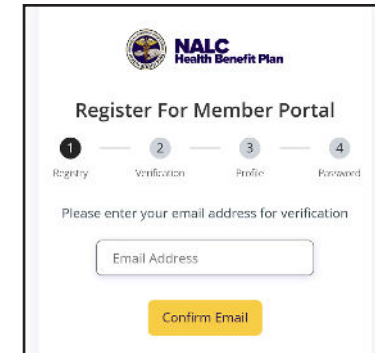 NALC
Health Benefit Plan
Register For Member Portal
1 2 3 4
Registry Verification Profile Password
Please enter your email address for verification
Email Address
Confirm Email